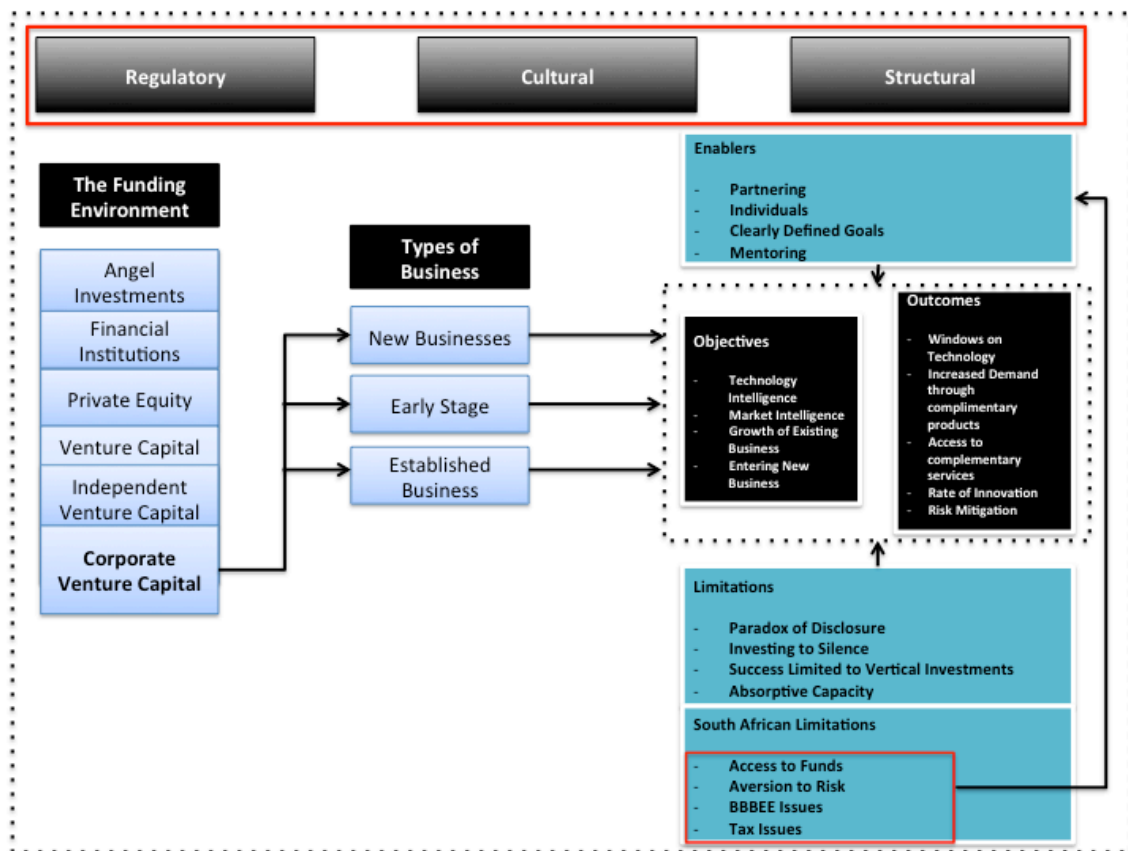 Regulatory
Cultural
Structural
The Funding
Environment
Angel
Investments
Financial
Institutions
Private Equity
Venture Capital
Independent
Venture Capital
Corporate
Venture Capital
Types of
Business
New Businesses
Early Stage
Established
Business
Enablers
- Partnering
- Individuals
- Clearly Defined Goals
- Mentoring
Objectives
- Technology
Intelligence
- Market Intelligence
- Growth of Existing
Business
- Entering New
Business
Outcomes
- Windows on
Technology
- Increased Demand
through
complimentary
products
- Access to
complementary
services
- Rate of Innovation
- Risk Mitigation
Limitations
- Paradox of Disclosure
- Investing to Silence
- Success Limited to Vertical Investments
- Absorptive Capacity
South African Limitations
- Access to Funds
- Aversion to Risk
- BBBEE Issues
- Tax Issues